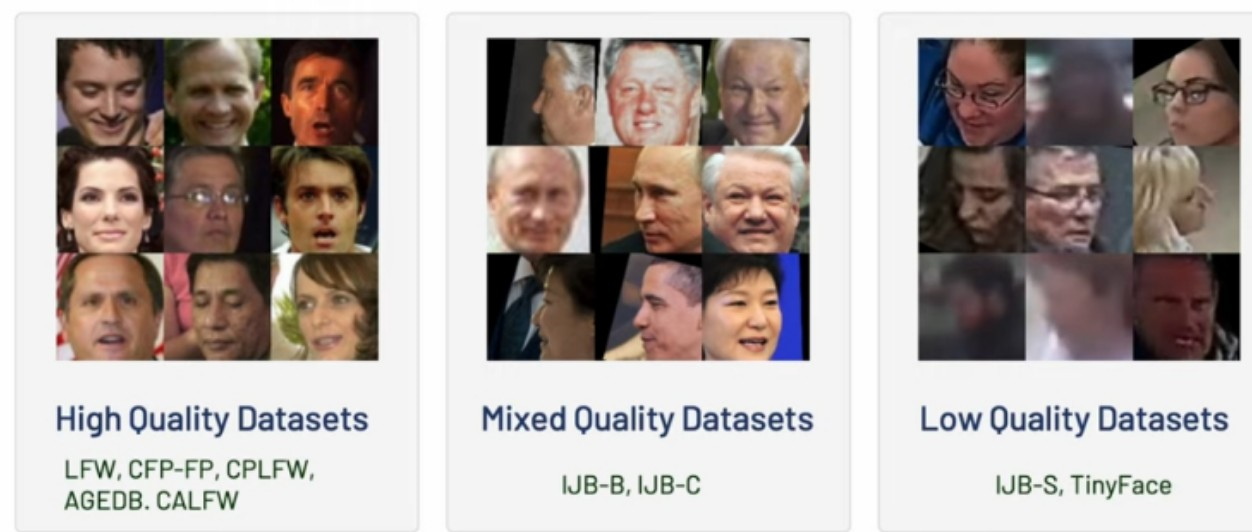 High Quality Datasets
LFW, CFP-FP, CPLFW,
AGEDB. CALFW
Mixed Quality Datasets
IJB-B, IJB-C
Low Quality Datasets
IJB-S, TinyFace